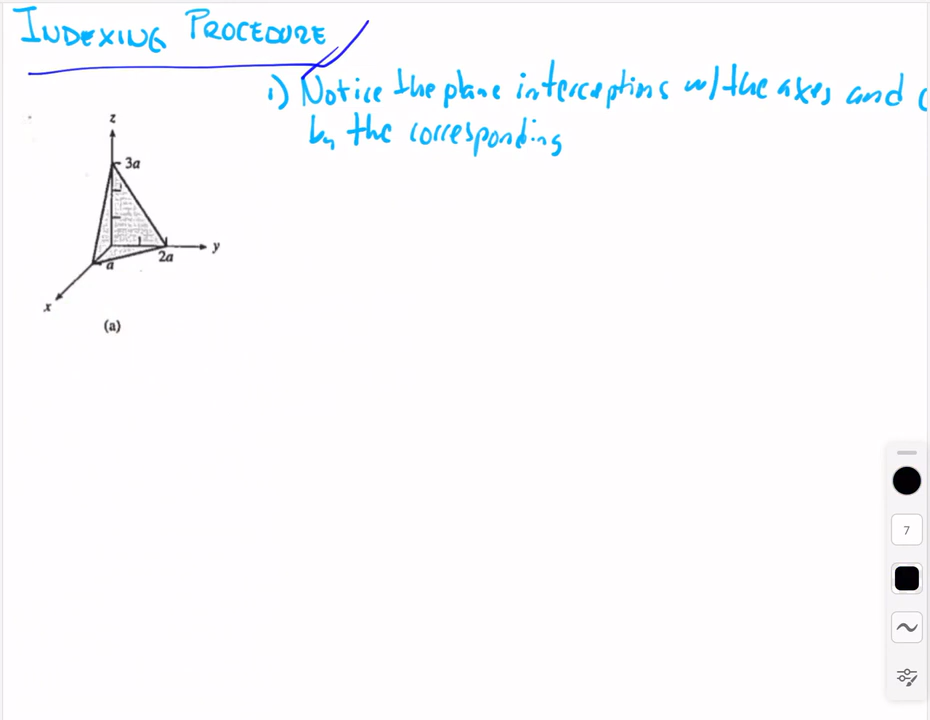 INDEXING PROCEDURE
1) Notice the plane interceptions w/the axes and
by the corresponding
z
3a
y
2a
a
x
(a)
7